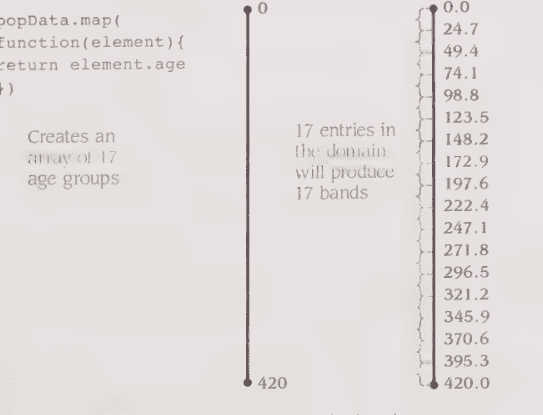 popData.map(
function(element){
return element.age
})
Creates an
array of 17
age groups
0
420
17 entries in
the domain
will produce
17 bands
0.0
24.7
49.4
74.1
98.8
123.5
148.2
172.9
197.6
222.4
247.1
271.8
296.5
321.2
345.9
370.6
395.3
420.0